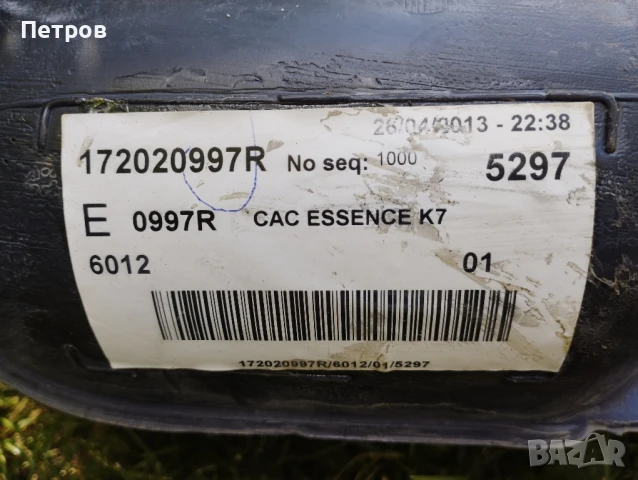 Петров
26/04/2013 - 22:38
172020997R No seq: 1000 5297
E 0997R CAC ESSENCE K7
6012 01
172020997R/6012/01/5297
BAZAR